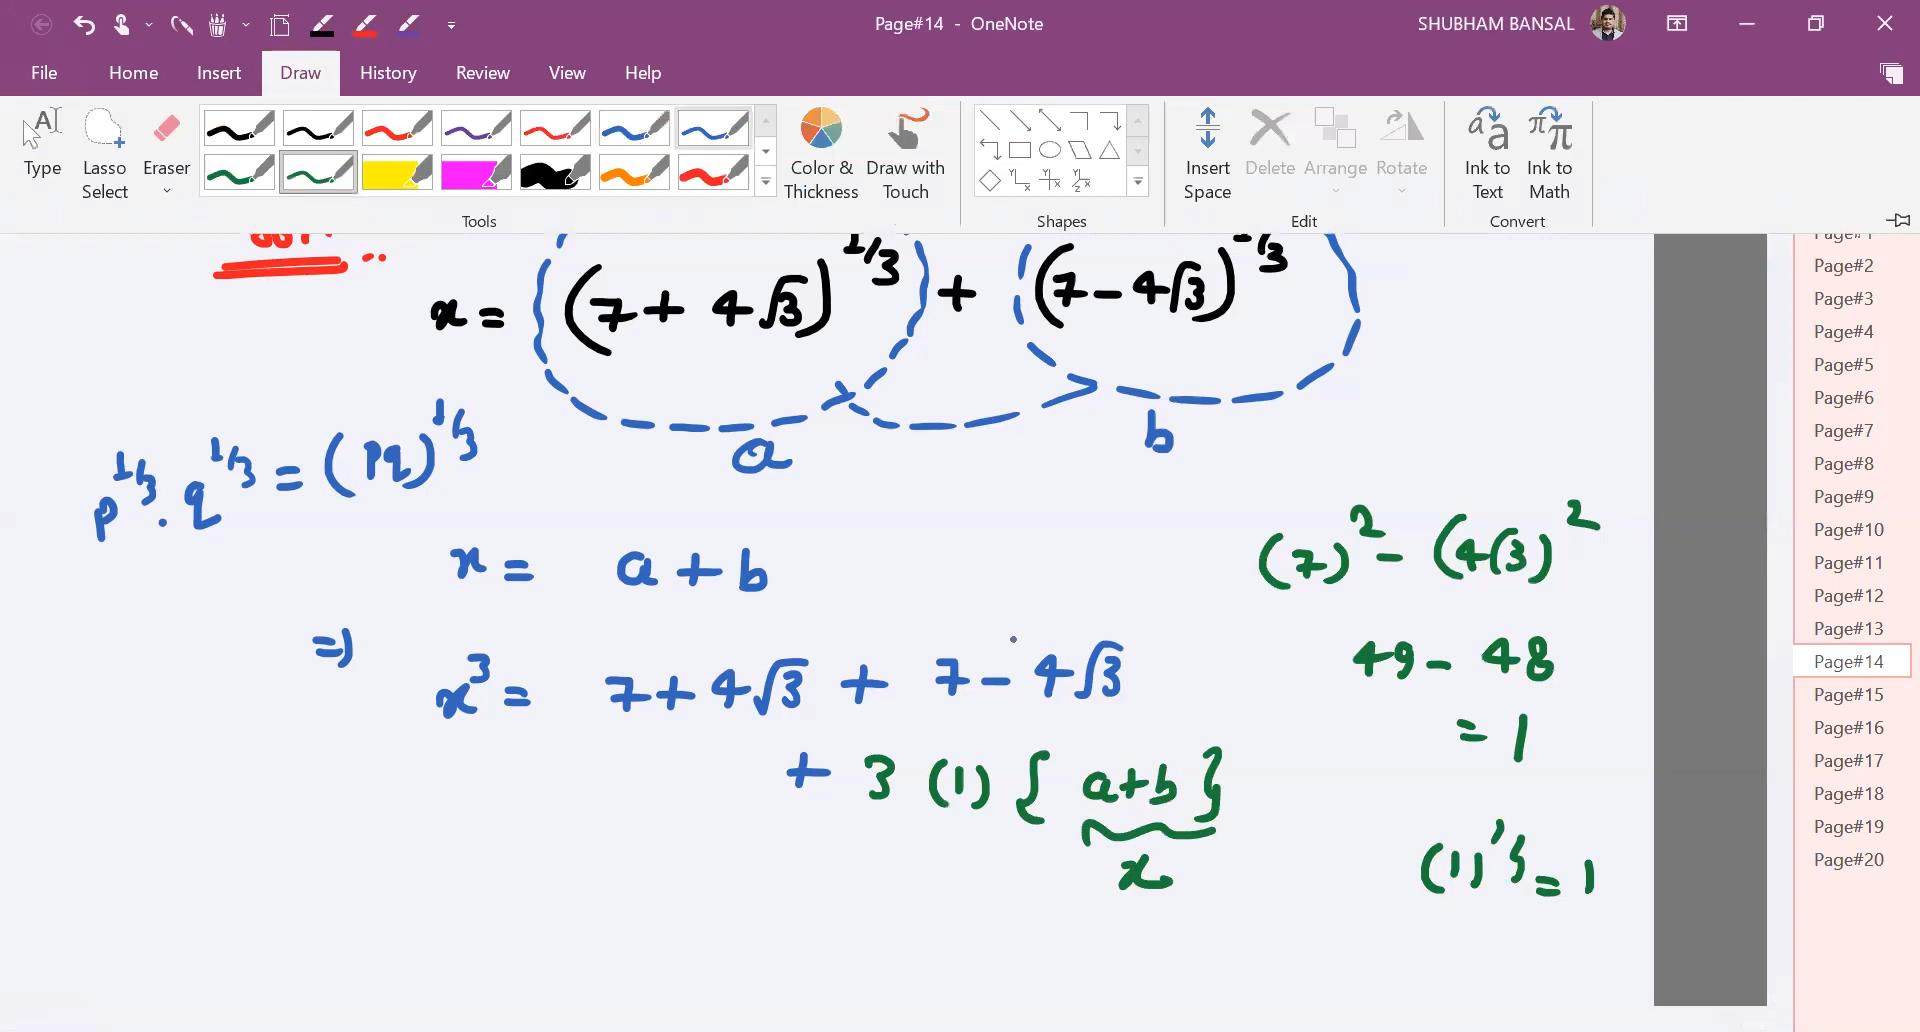 Page#14 - OneNote
SHUBHAM BANSAL
File Home Insert Draw History Review View Help
Type
Lasso Select
Eraser
Color & Thickness
Draw with Touch
Insert Space
Delete
Arrange
Rotate
Ink to Text
Ink to Math
Tools
Shapes
Edit
Convert
x = (7 + 4√3)^1/3 + (7 - 4√3)^1/3
a
b
p^1/3 . q^1/3 = (pq)^1/3
x = a + b
⇒ x^3 = 7 + 4√3 + 7 - 4√3
+ 3 (1) { a+b }
x
(7)^2 - (4√3)^2
49 - 48
= 1
(1)^1/3 = 1
Page#1
Page#2
Page#3
Page#4
Page#5
Page#6
Page#7
Page#8
Page#9
Page#10
Page#11
Page#12
Page#13
Page#14
Page#15
Page#16
Page#17
Page#18
Page#19
Page#20